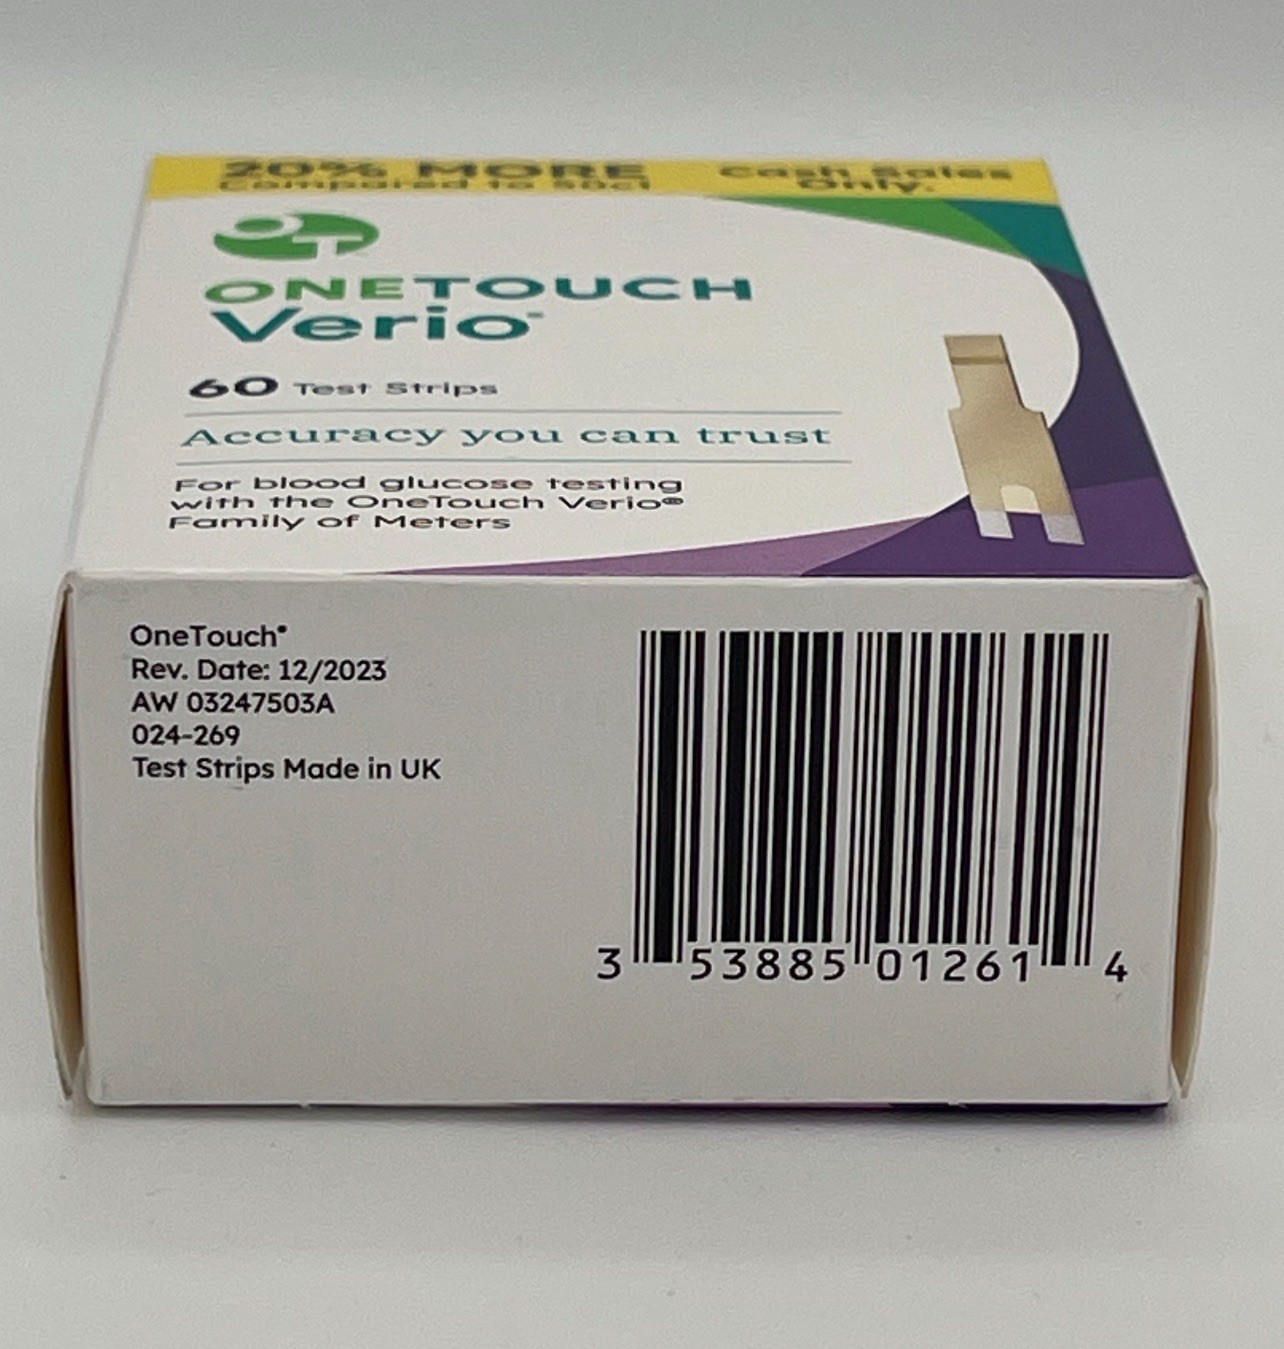 20% MORE
Compared to 50ct
Cash Sales
Only.
OT
ONETOUCH
Verio™
60 Test Strips
Accuracy you can trust
For blood glucose testing
with the OneTouch Verio®
Family of Meters
OneTouch®
Rev. Date: 12/2023
AW 03247503A
024-269
Test Strips Made in UK
3 53885 01261 4